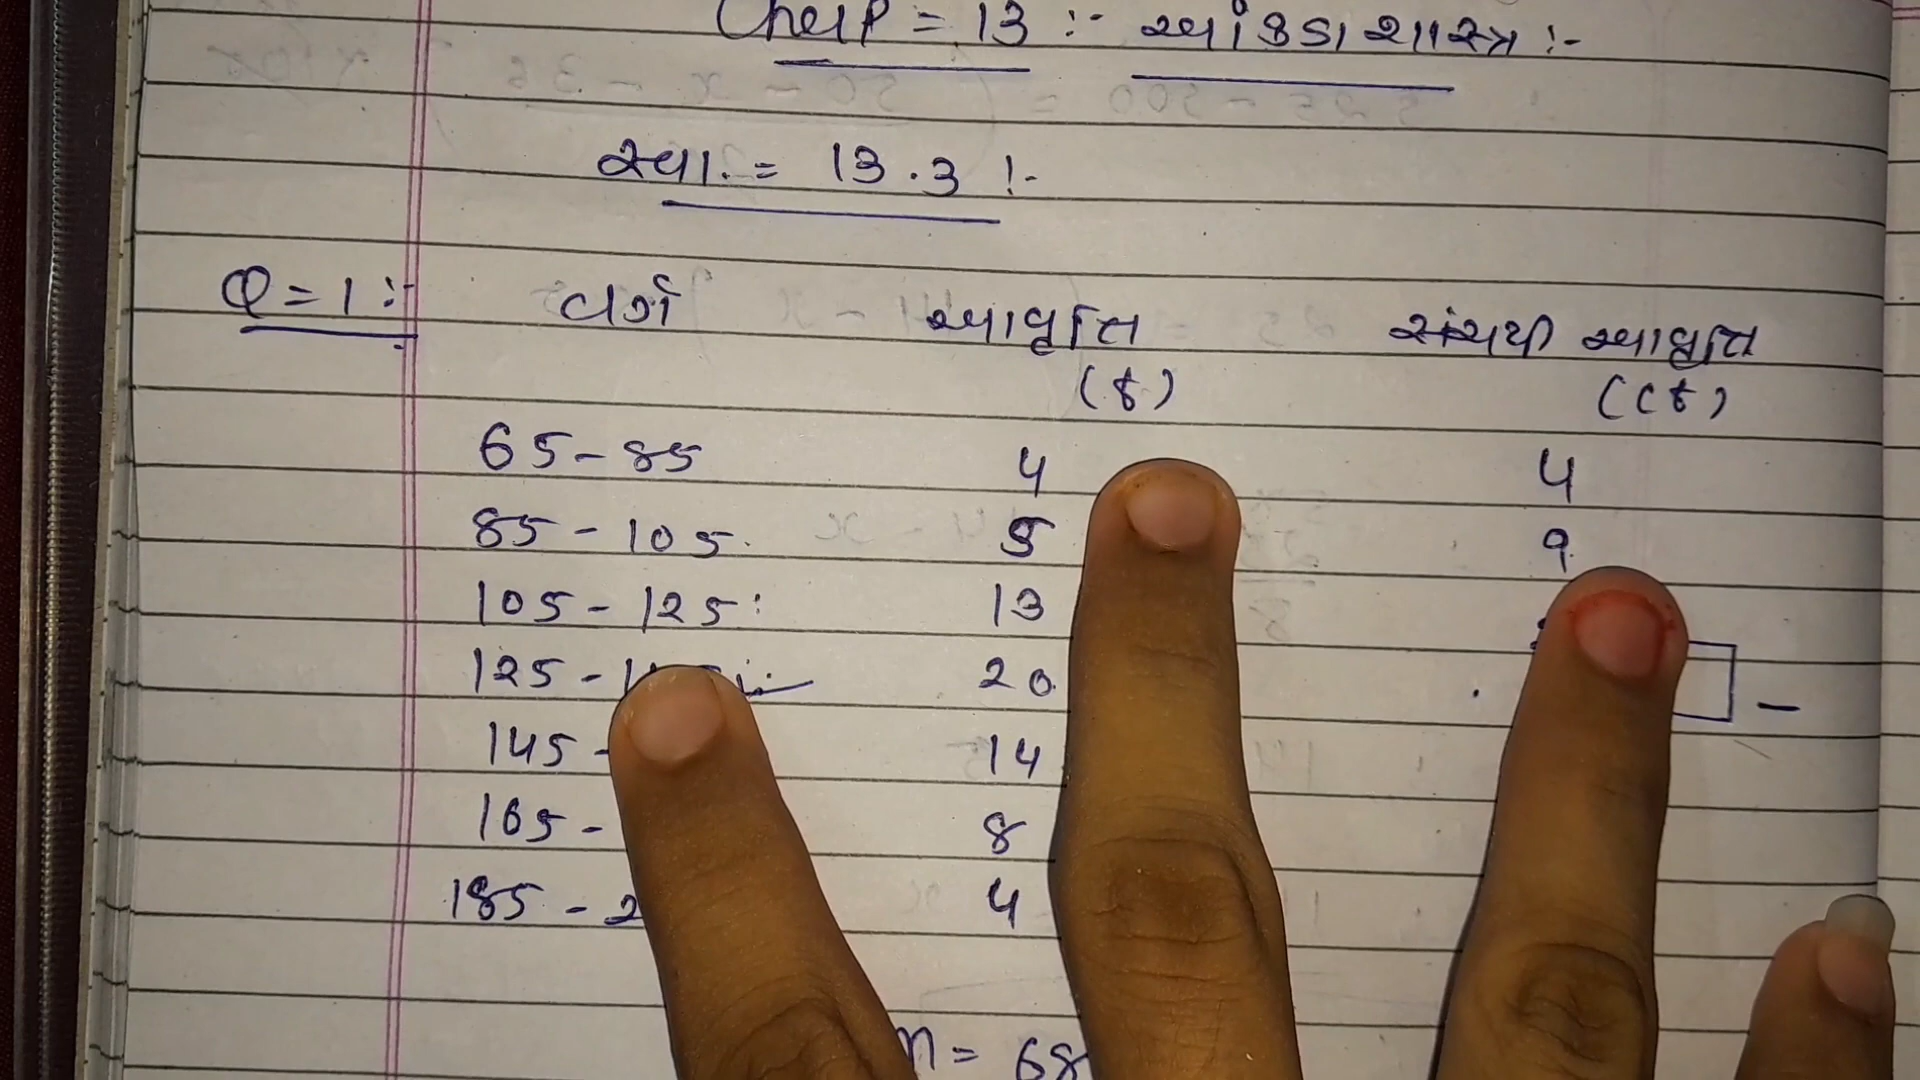 Chep = 13 :- આંકડાશાસ્ત્ર :-
સ્વા. = 13.3 :-
Q = 1 :- વર્ગ આવૃત્તિ સંચયી આવૃત્તિ
(f) (cf)
65 - 85 4 4
85 - 105 5 9
105 - 125 13
125 - 20
145 - 14
165 - 8
185 - 2 4
n = 68